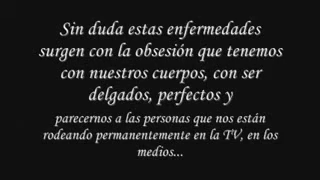 Sin duda estas enfermedades
surgen con la obsesión que tenemos
con nuestros cuerpos, con ser
delgados, perfectos y
parecernos a las personas que nos están
rodeando permanentemente en la TV, en los
medios...